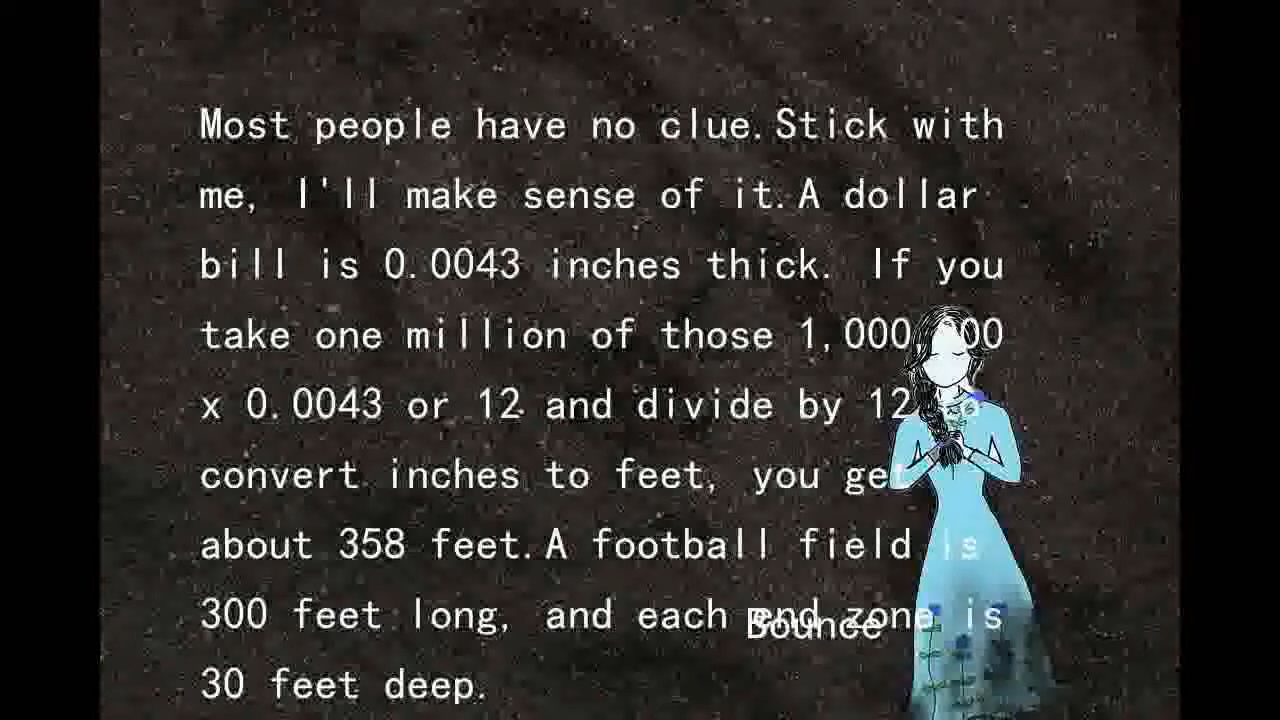 Most people have no clue.Stick with
me, I'll make sense of it.A dollar
bill is 0.0043 inches thick. If you
take one million of those 1,000,000
x 0.0043 or 12 and divide by 12 to
convert inches to feet, you get
about 358 feet.A football field is
300 feet long, and each end zone is
Bounce
30 feet deep.